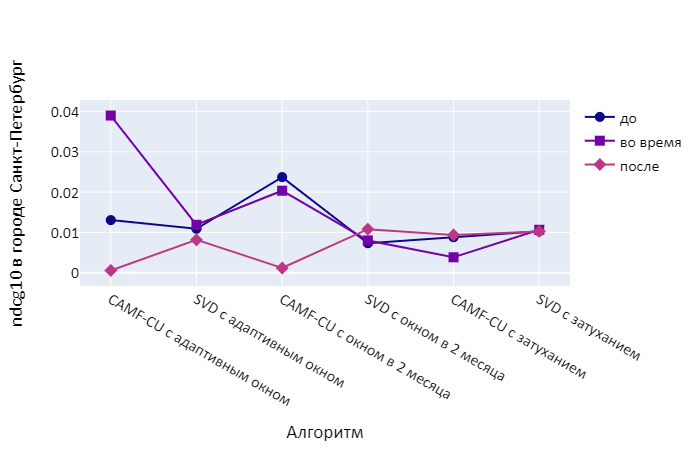 ndcg10 в городе Санкт-Петербург
0.04
0.03
0.02
0.01
0
CAMF-CU с адаптивным окном
SVD с адаптивным окном
CAMF-CU с окном в 2 месяца
SVD с окном в 2 месяца
CAMF-CU с затуханием
SVD с затуханием
Алгоритм
до
во время
после